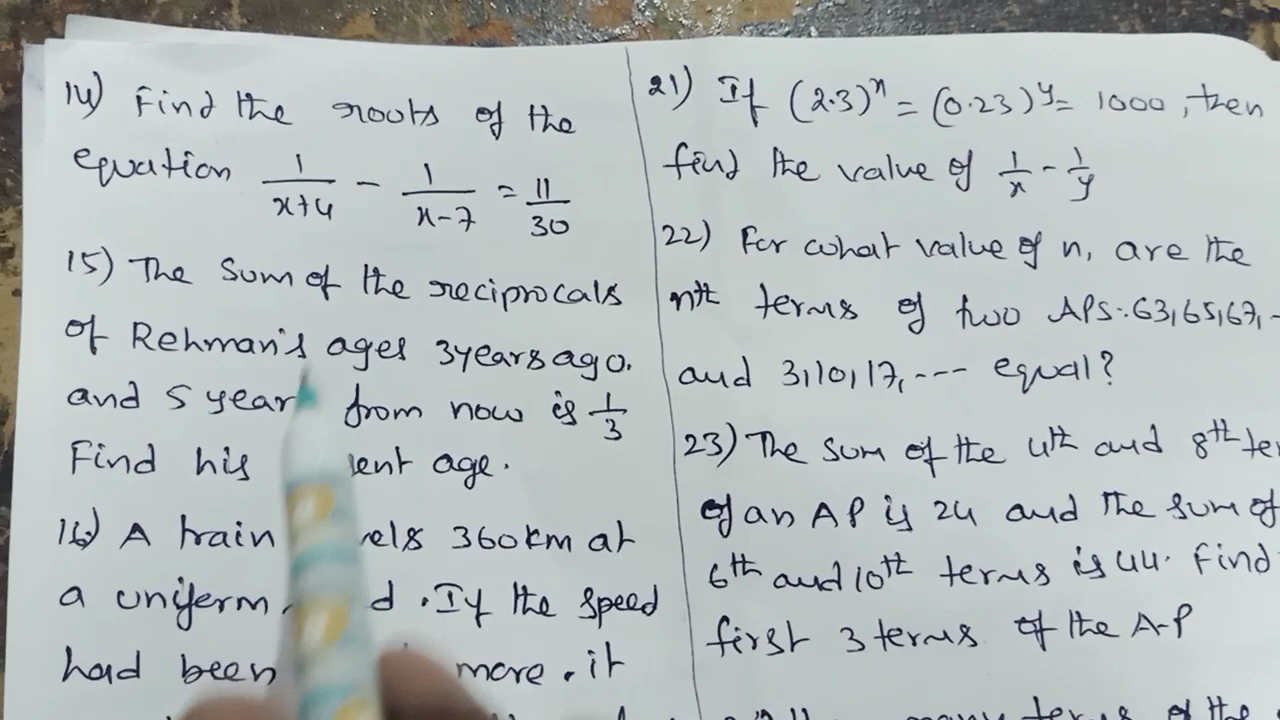 14) Find the roots of the
equation 1/(x+4) - 1/(x-7) = 11/30
15) The Sum of the reciprocals
of Rehman's ages 3years ago.
and 5 year from now is 1/3
Find his ent age.
16) A train els 360km at
a uniform d. If the speed
had been more, it
21) If (2.3)^x = (0.23)^y = 1000, then
find the value of 1/x - 1/y
22) For what value of n, are the
nth terms of two APS: 63,65,67,-
and 3,10,17,--- equal?
23) The Sum of the 4th and 8th te
of an AP is 24 and the sum of
6th and 10th terms is 44. Find
first 3 terms of the A-P
many terms of the